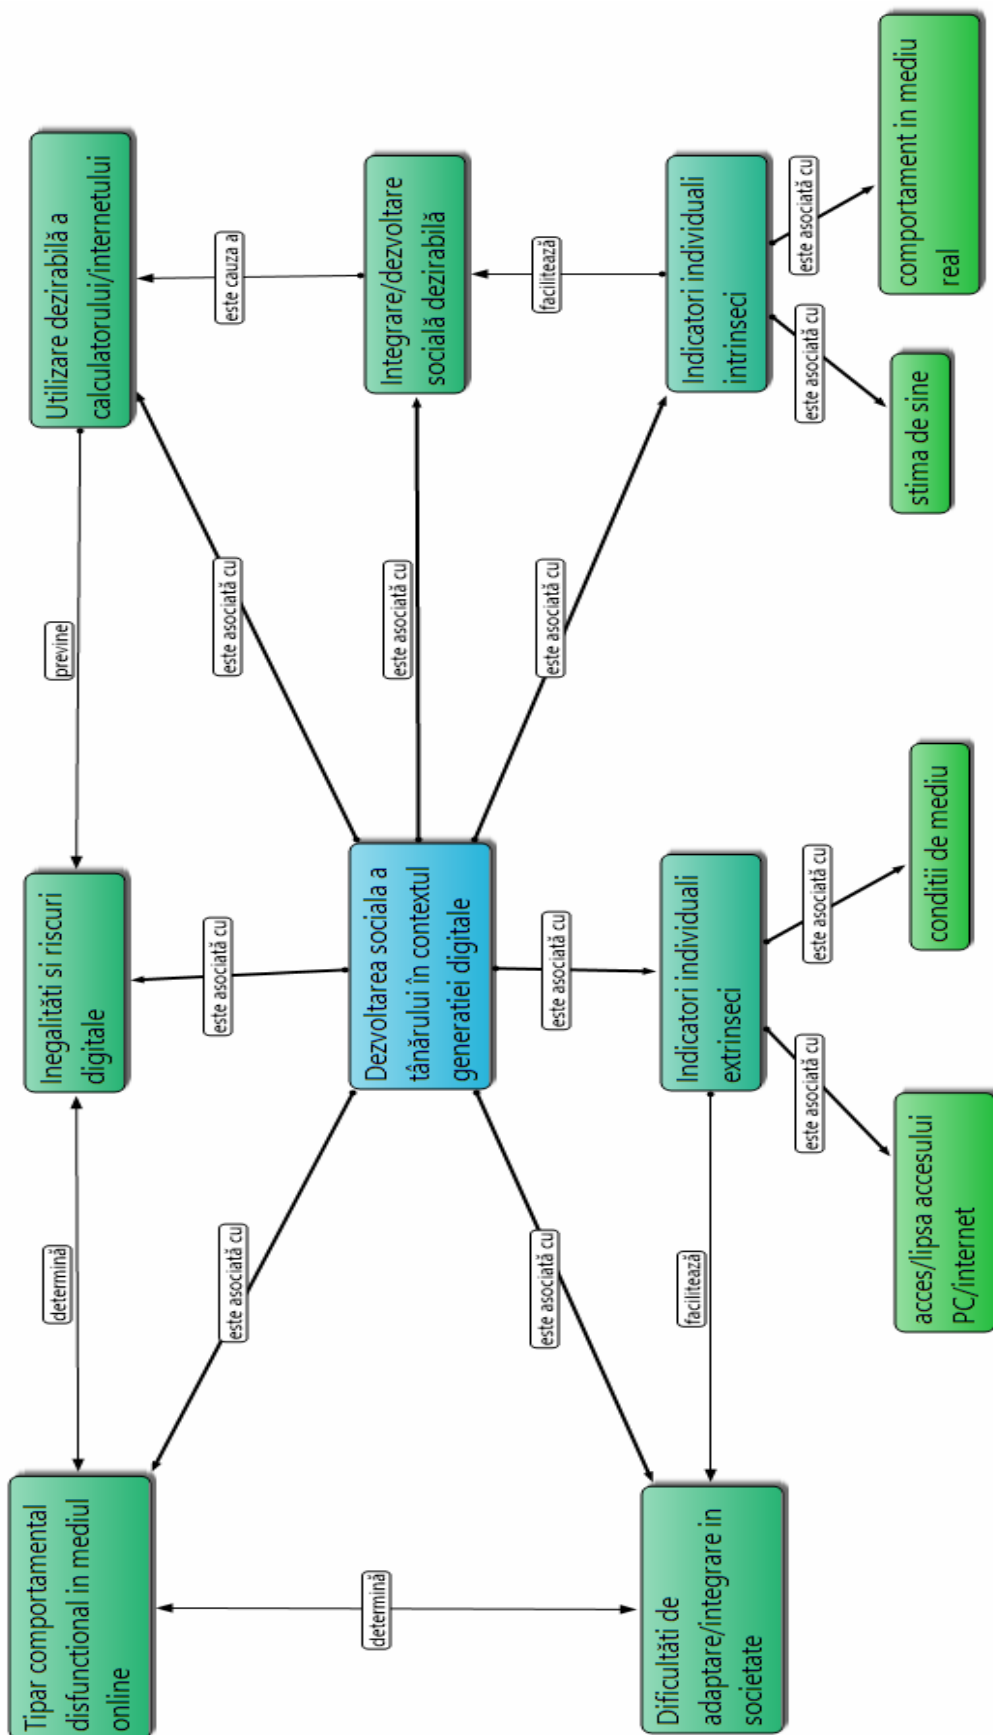 Tipar comportamental
disfunctional in mediul
online
determină
Inegalităti si riscuri
digitale
previne
Utilizare dezirabilă a
calculatorului/internetului
este asociată cu
este asociată cu
este asociată cu
este cauza a
determină
Dezvoltarea sociala a
tânărului în contextul
generatiei digitale
este asociată cu
Integrare/dezvoltare
socială dezirabilă
este asociată cu
este asociată cu
este asociată cu
facilitează
Dificultăti de
adaptare/integrare in
societate
facilitează
Indicatori individuali
extrinseci
Indicatori individuali
intrinseci
este asociată cu
este asociată cu
este asociată cu
este asociată cu
acces/lipsa accesului
PC/internet
conditii de mediu
stima de sine
comportament in mediu
real